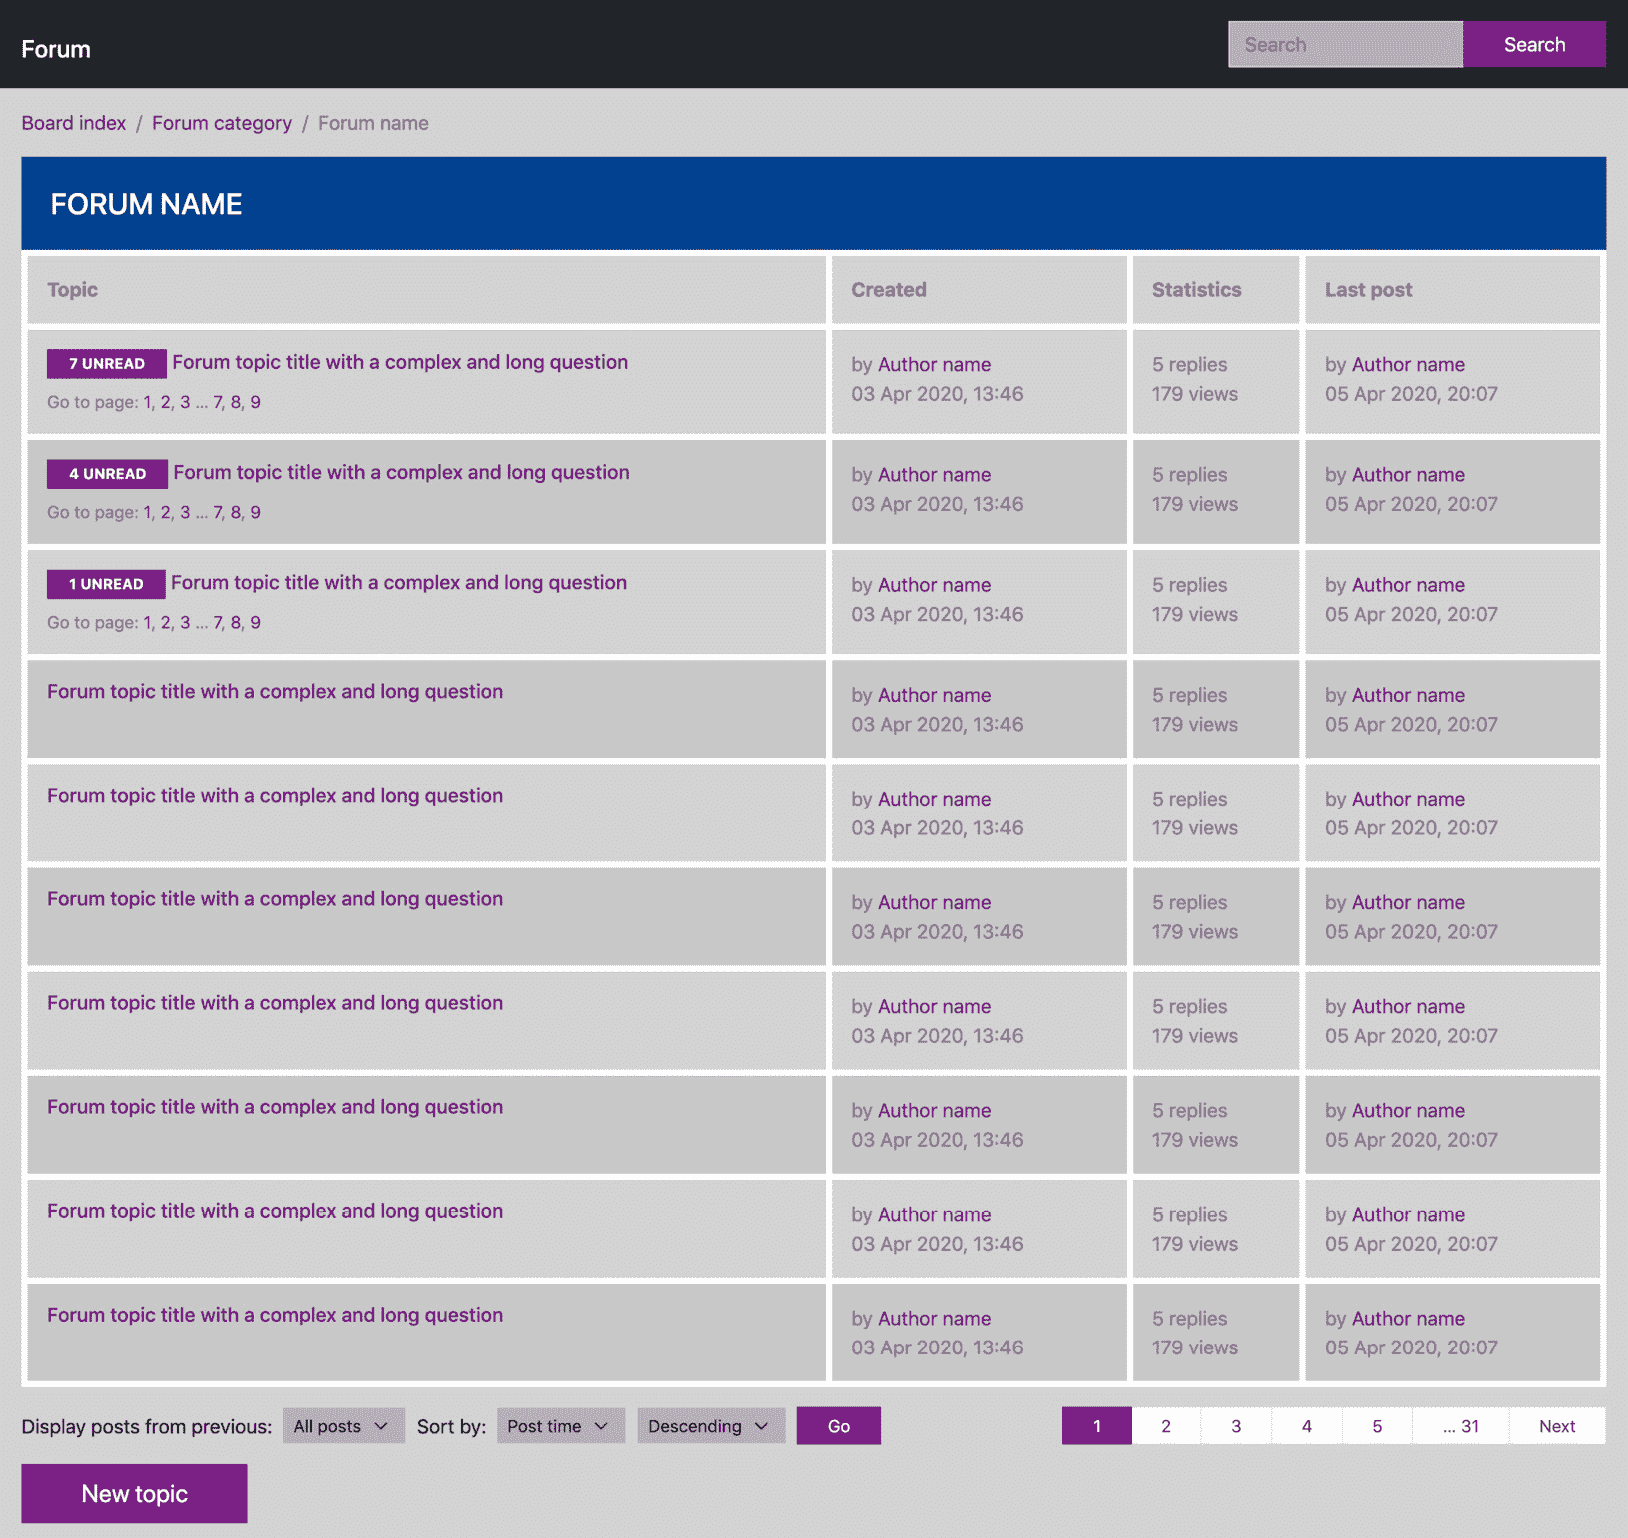 Forum
Search
Search
Board index / Forum category / Forum name
FORUM NAME
Topic
Created
Statistics
Last post
7 UNREAD Forum topic title with a complex and long question
Go to page: 1, 2, 3 ... 7, 8, 9
by Author name
03 Apr 2020, 13:46
5 replies
179 views
by Author name
05 Apr 2020, 20:07
4 UNREAD Forum topic title with a complex and long question
Go to page: 1, 2, 3 ... 7, 8, 9
by Author name
03 Apr 2020, 13:46
5 replies
179 views
by Author name
05 Apr 2020, 20:07
1 UNREAD Forum topic title with a complex and long question
Go to page: 1, 2, 3 ... 7, 8, 9
by Author name
03 Apr 2020, 13:46
5 replies
179 views
by Author name
05 Apr 2020, 20:07
Forum topic title with a complex and long question
by Author name
03 Apr 2020, 13:46
5 replies
179 views
by Author name
05 Apr 2020, 20:07
Forum topic title with a complex and long question
by Author name
03 Apr 2020, 13:46
5 replies
179 views
by Author name
05 Apr 2020, 20:07
Forum topic title with a complex and long question
by Author name
03 Apr 2020, 13:46
5 replies
179 views
by Author name
05 Apr 2020, 20:07
Forum topic title with a complex and long question
by Author name
03 Apr 2020, 13:46
5 replies
179 views
by Author name
05 Apr 2020, 20:07
Forum topic title with a complex and long question
by Author name
03 Apr 2020, 13:46
5 replies
179 views
by Author name
05 Apr 2020, 20:07
Forum topic title with a complex and long question
by Author name
03 Apr 2020, 13:46
5 replies
179 views
by Author name
05 Apr 2020, 20:07
Forum topic title with a complex and long question
by Author name
03 Apr 2020, 13:46
5 replies
179 views
by Author name
05 Apr 2020, 20:07
Display posts from previous: All posts Sort by: Post time Descending Go
1 2 3 4 5 ... 31 Next
New topic